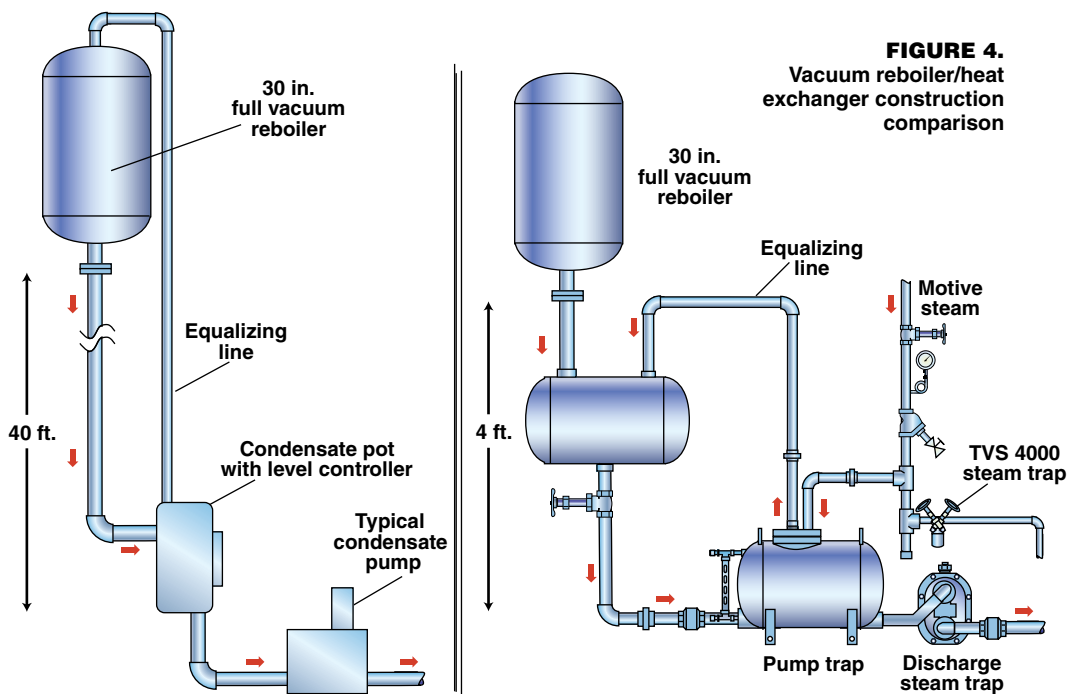 FIGURE 4.
Vacuum reboiler/heat
exchanger construction
comparison
30 in.
full vacuum
reboiler
Equalizing
line
40 ft.
Condensate pot
with level controller
Typical
condensate
pump
30 in.
full vacuum
reboiler
Equalizing
line
Motive
steam
4 ft.
TVS 4000
steam trap
Pump trap
Discharge
steam trap